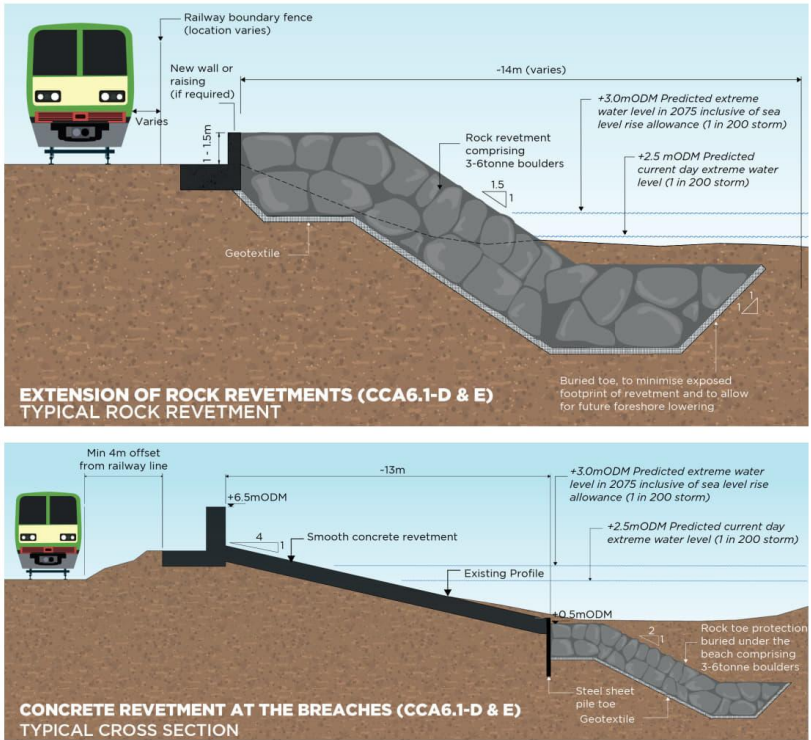 Railway boundary fence
(location varies)
New wall or
raising
(if required)
~14m (varies)
Varies
1 - 1.5m
Rock revetment
comprising
3-6tonne boulders
1.5
1
+3.0mODM Predicted extreme
water level in 2075 inclusive of sea
level rise allowance (1 in 200 storm)
+2.5 mODM Predicted
current day extreme water
level (1 in 200 storm)
Geotextile
1
1
Buried toe, to minimise exposed
footprint of revetment and to allow
for future foreshore lowering
EXTENSION OF ROCK REVETMENTS (CCA6.1-D & E)
TYPICAL ROCK REVETMENT
Min 4m offset
from railway line
~13m
+6.5mODM
4
1
Smooth concrete revetment
Existing Profile
+3.0mODM Predicted extreme water
level in 2075 inclusive of sea level rise
allowance (1 in 200 storm)
+2.5mODM Predicted current day
extreme water level (1 in 200 storm)
+0.5mODM
2
1
Rock toe protection
buried under the
beach comprising
3-6tonne boulders
Steel sheet
pile toe
Geotextile
CONCRETE REVETMENT AT THE BREACHES (CCA6.1-D & E)
TYPICAL CROSS SECTION